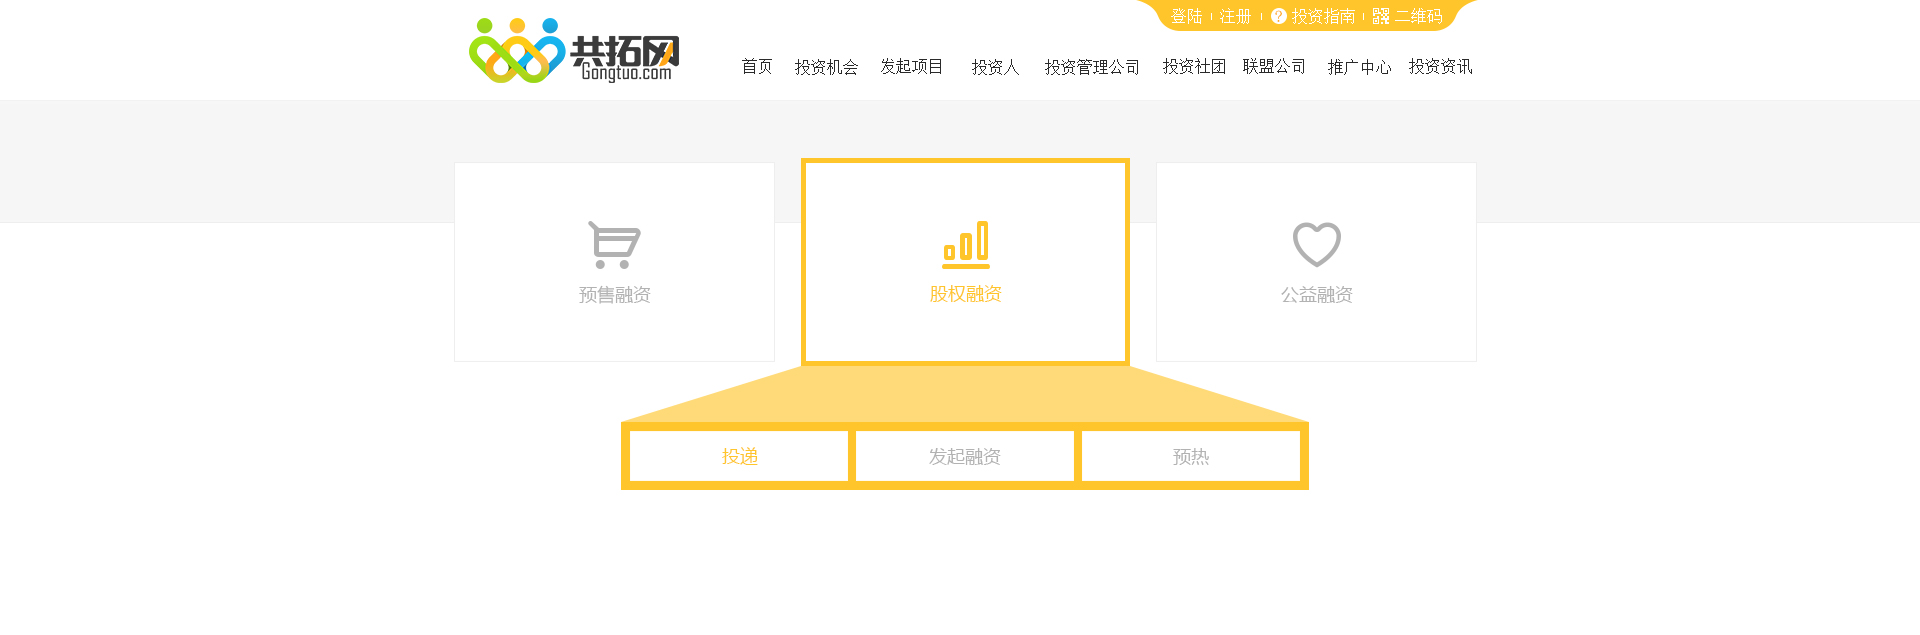 登陆 注册 ? 投资指南 二维码
共拓网
Gongtuo.com
首页 投资机会 发起项目 投资人 投资管理公司 投资社团 联盟公司 推广中心 投资资讯
预售融资 股权融资 公益融资
投递 发起融资 预热